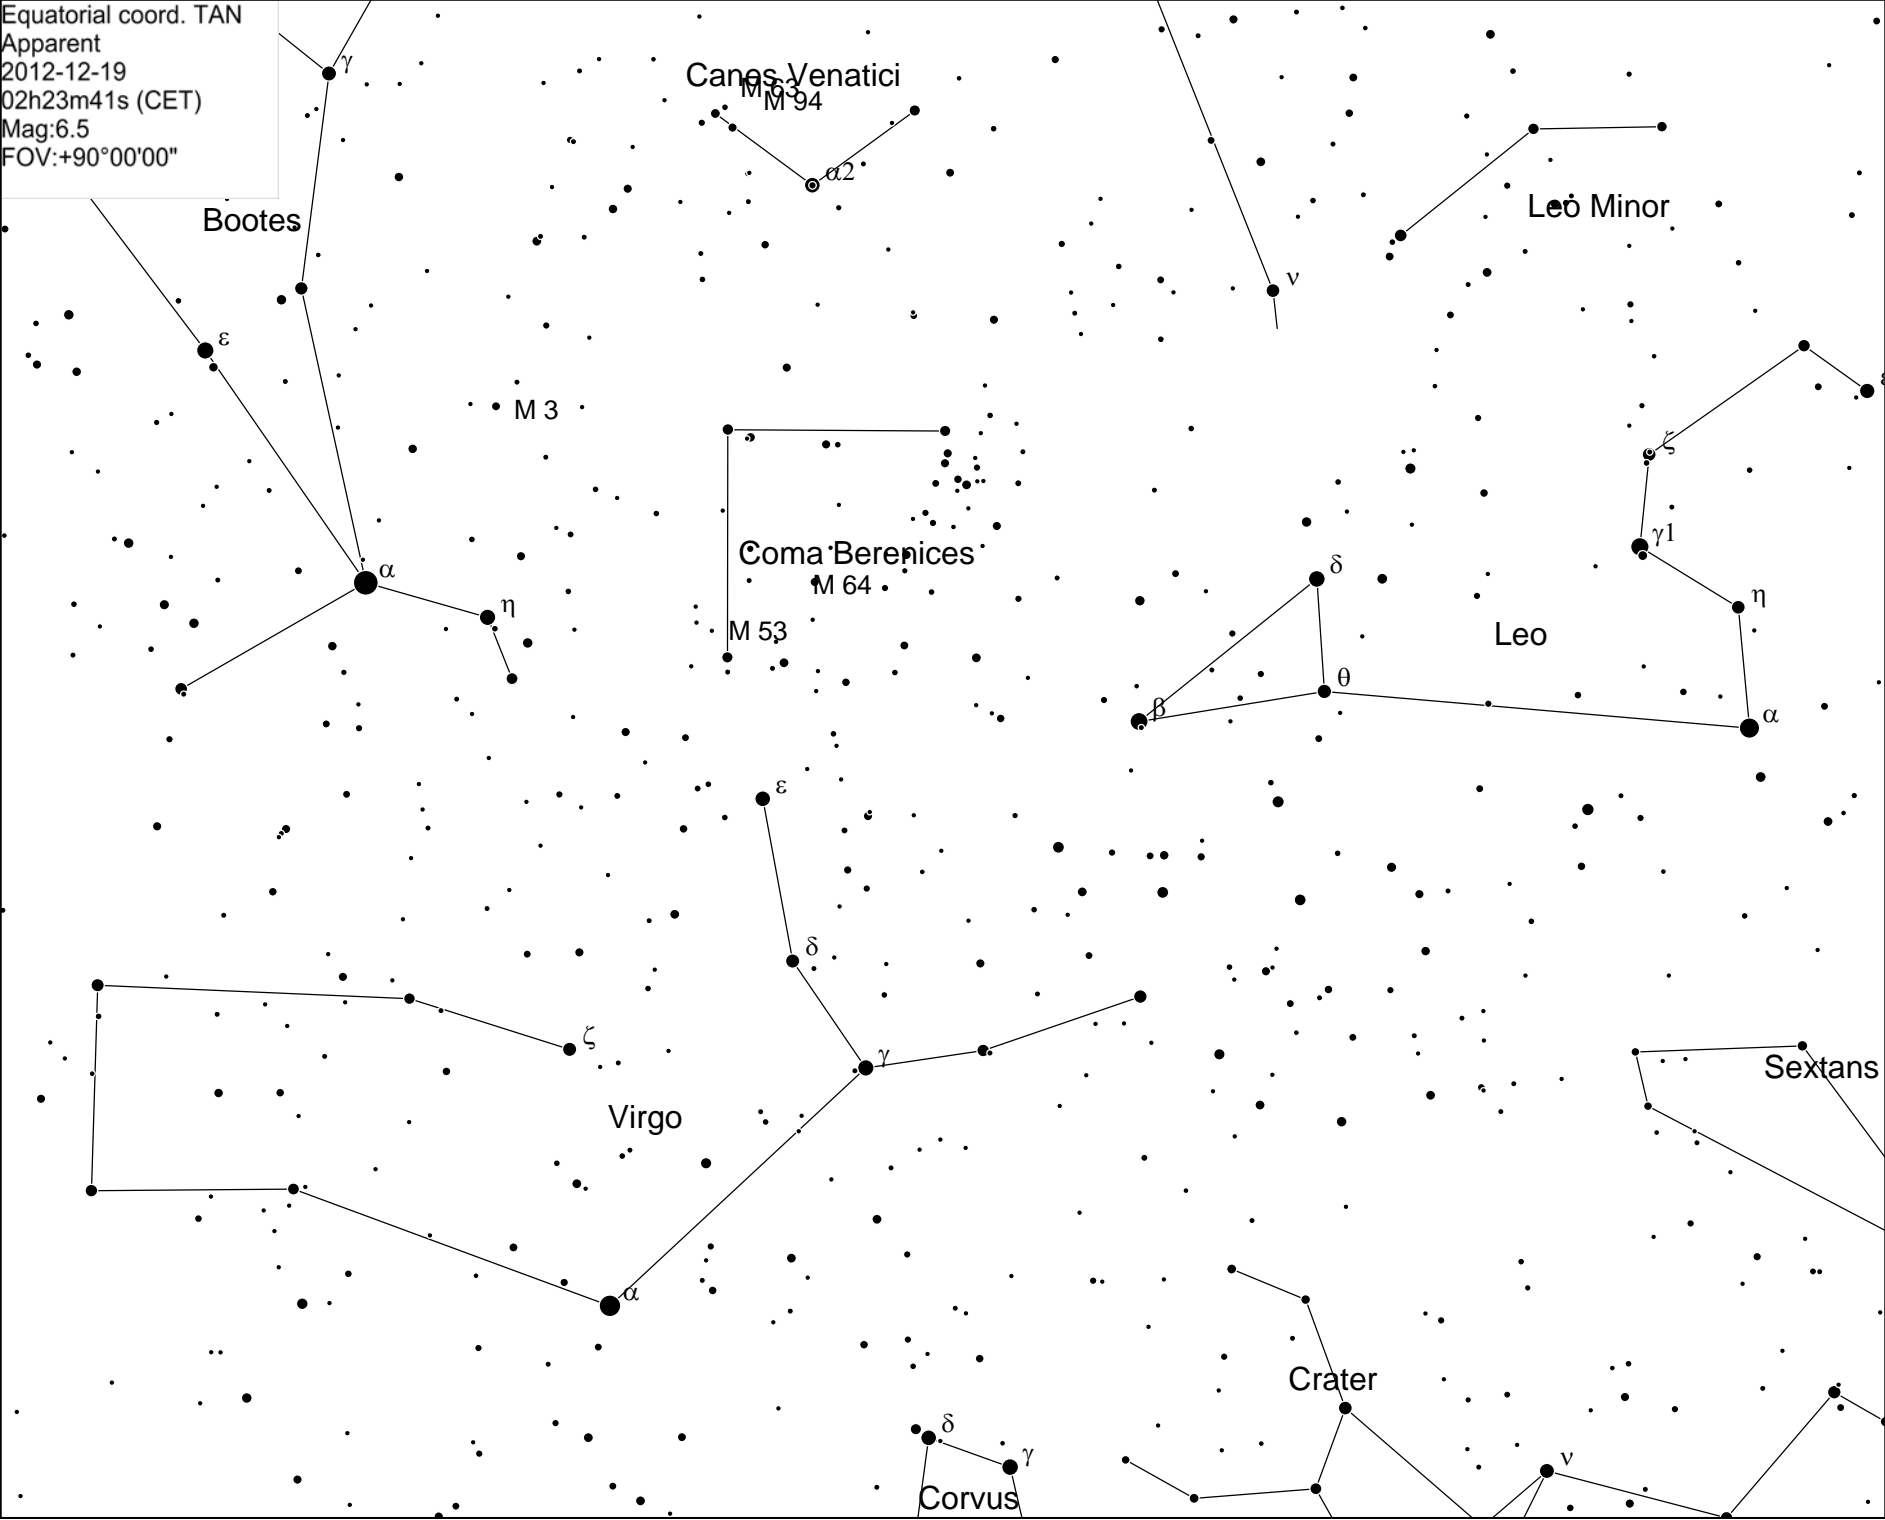 Equatorial coord. TAN
Apparent
2012-12-19
02h23m41s (CET)
Mag:6.5
FOV:+90°00'00"
γ
Canes Venatici
M 63
M 94
α2
Bootes
Leo Minor
ν
ε
ε
M 3
ζ
γ1
Coma Berenices
δ
α
M 64
η
η
M 53
Leo
θ
β
α
ε
δ
ζ
γ
Sextans
Virgo
α
Crater
δ
γ
ν
Corvus